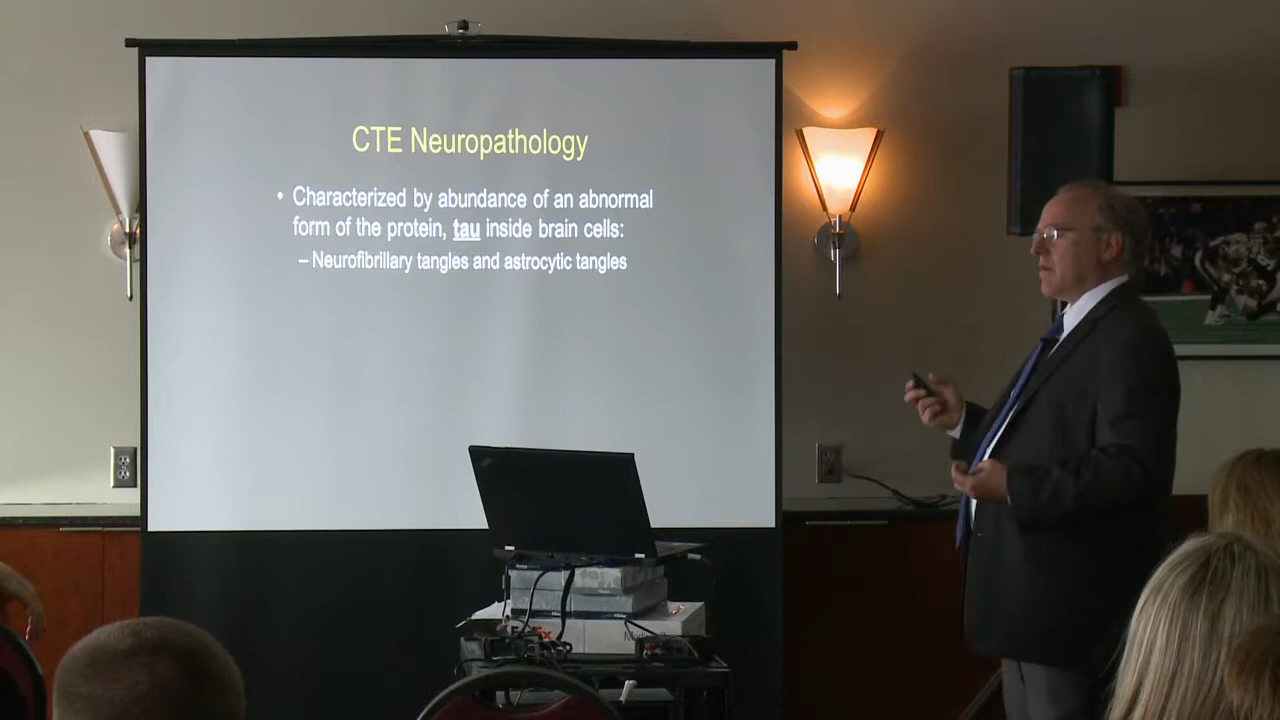 CTE Neuropathology
• Characterized by abundance of an abnormal
form of the protein, tau inside brain cells:
– Neurofibrillary tangles and astrocytic tangles